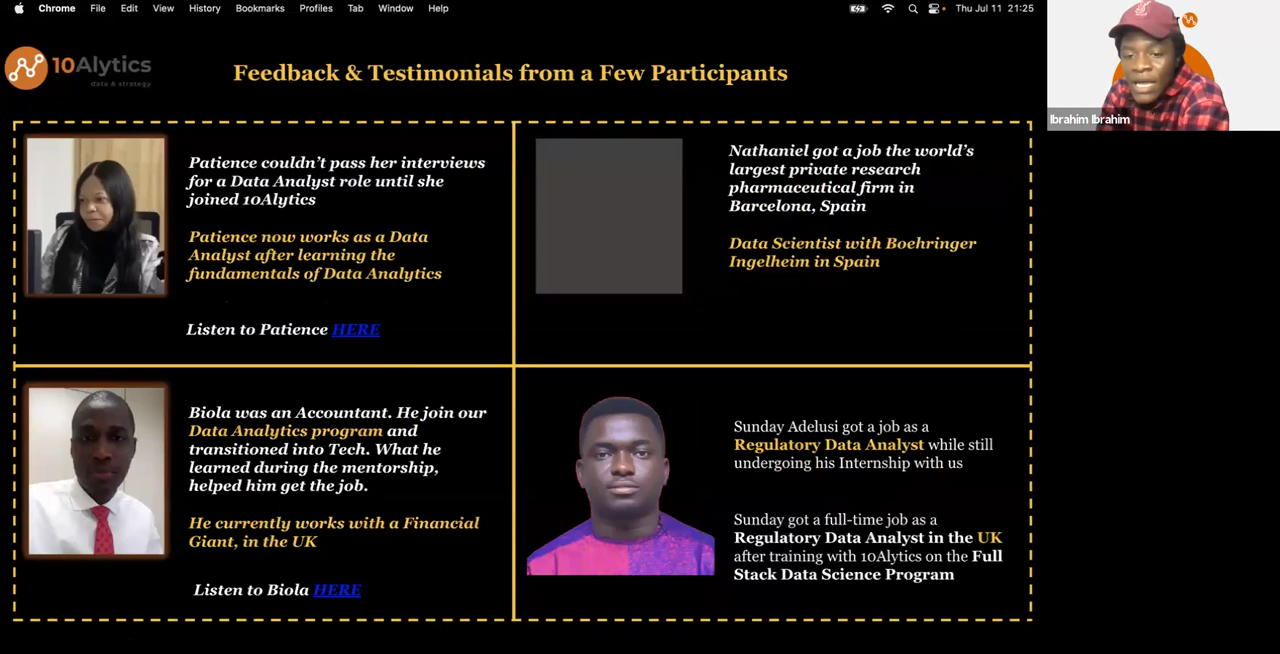 Chrome File Edit View History Bookmarks Profiles Tab Window Help Thu Jul 11 21:25
10Alytics
data & strategy
Feedback & Testimonials from a Few Participants
Ibrahim Ibrahim
Patience couldn't pass her interviews
for a Data Analyst role until she
joined 10Alytics
Patience now works as a Data
Analyst after learning the
fundamentals of Data Analytics
Listen to Patience HERE
Nathaniel got a job the world's
largest private research
pharmaceutical firm in
Barcelona, Spain
Data Scientist with Boehringer
Ingelheim in Spain
Biola was an Accountant. He join our
Data Analytics program and
transitioned into Tech. What he
learned during the mentorship,
helped him get the job.
He currently works with a Financial
Giant, in the UK
Listen to Biola HERE
Sunday Adelusi got a job as a
Regulatory Data Analyst while still
undergoing his Internship with us
Sunday got a full-time job as a
Regulatory Data Analyst in the UK
after training with 10Alytics on the Full
Stack Data Science Program